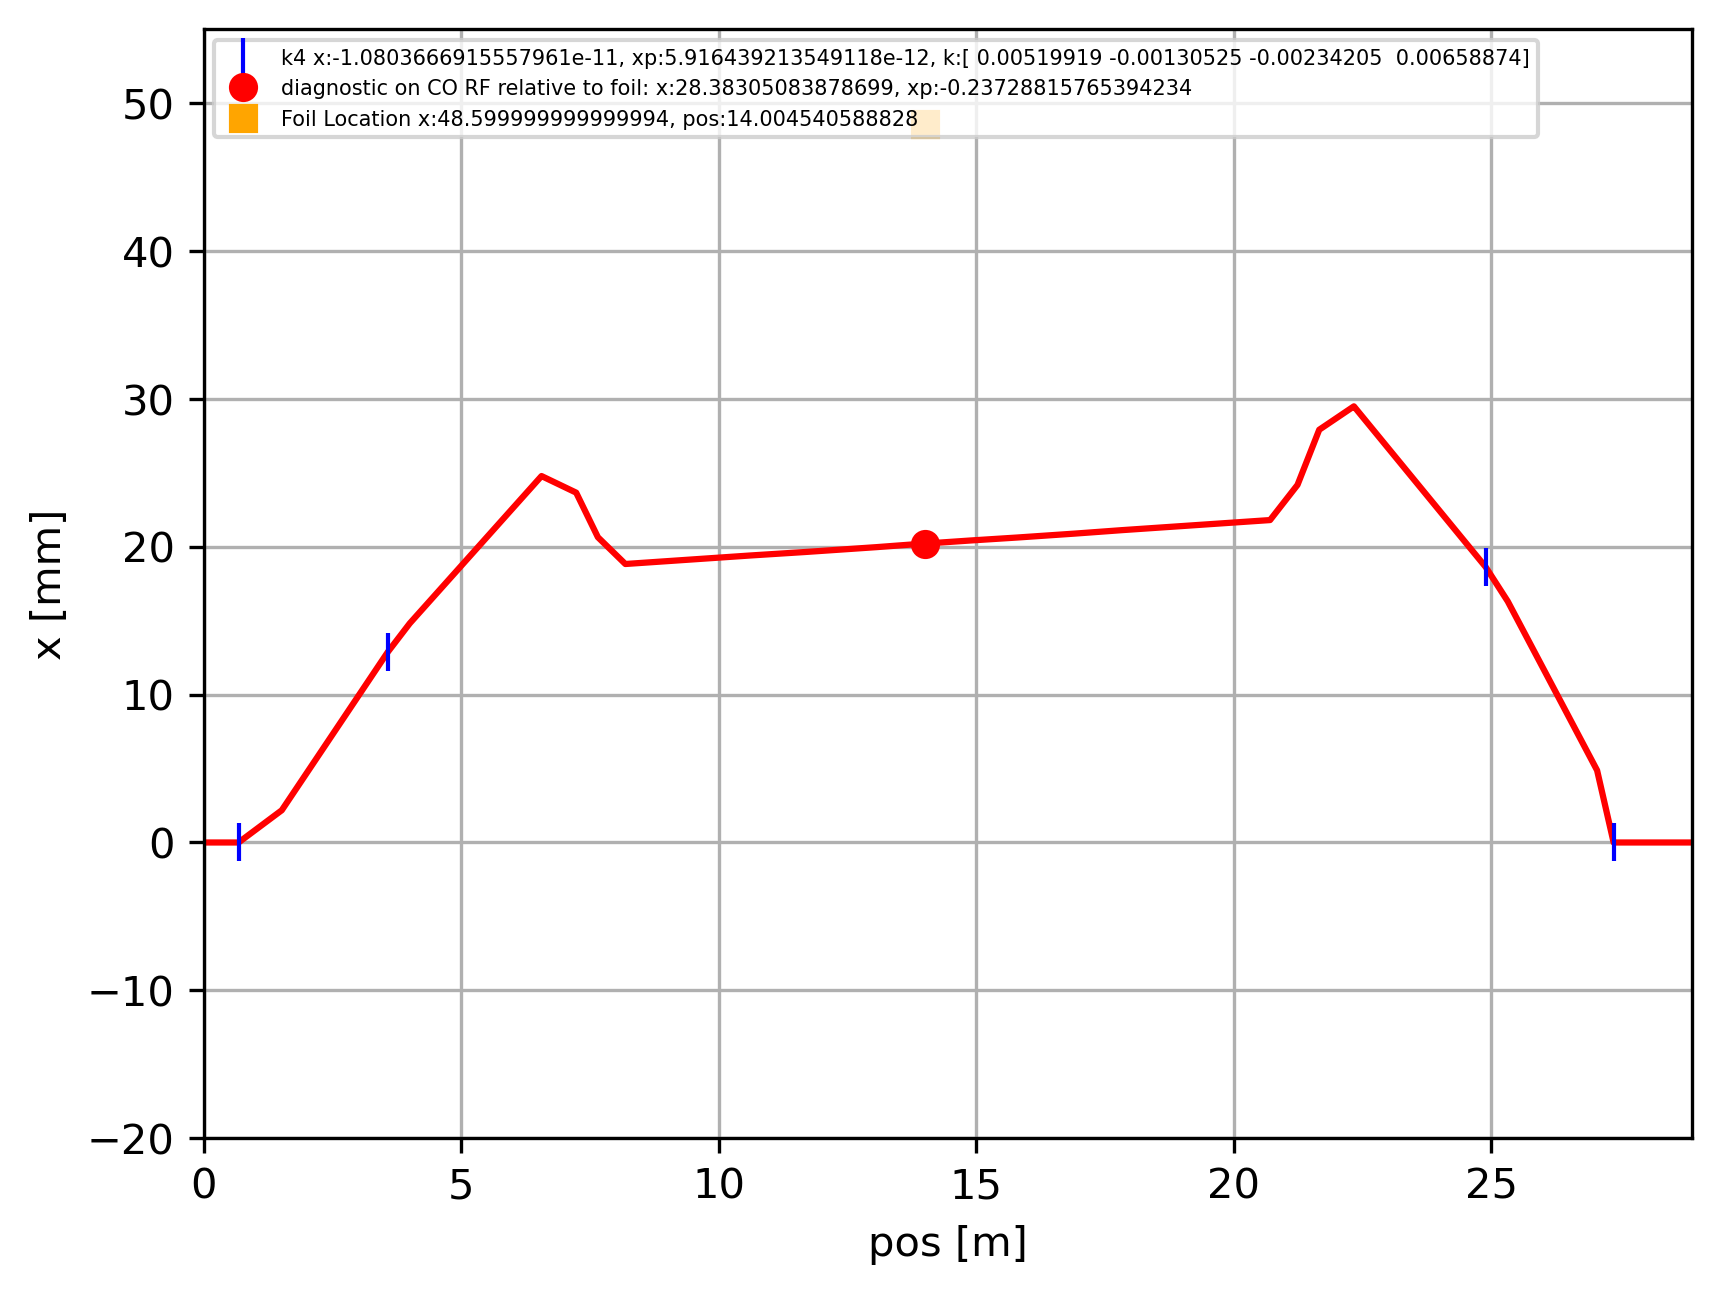 k4 x:-1.0803666915557961e-11, xp:5.916439213549118e-12, k:[ 0.00519919 -0.00130525 -0.00234205  0.00658874]
diagnostic on CO RF relative to foil: x:28.38305083878699, xp:-0.23728815765394234
Foil Location x:48.599999999999994, pos:14.004540588828
50
40
30
20
10
0
−10
−20
x [mm]
0 5 10 15 20 25
pos [m]